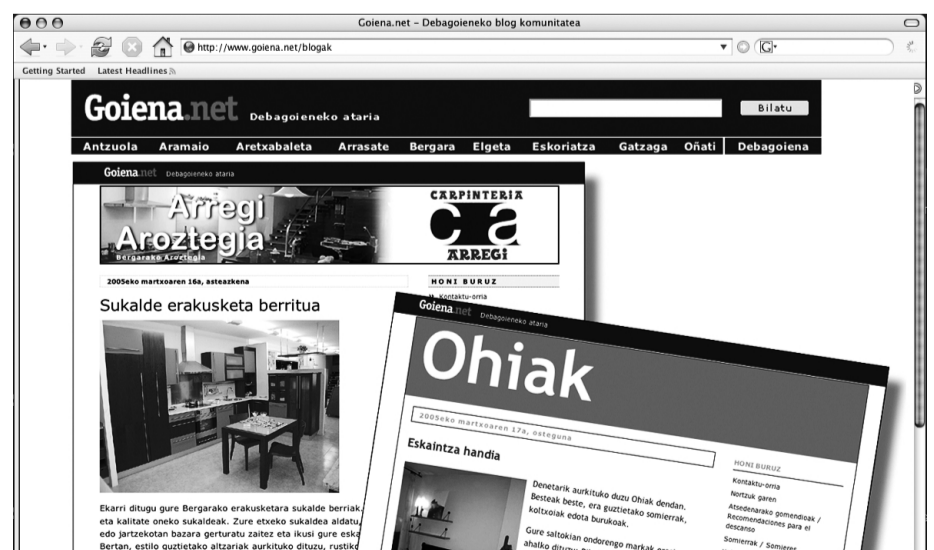 Goiena.net – Debagoieneko blog komunitatea
http://www.goiena.net/blogak
G
Getting Started Latest Headlines
Goiena.net Debagoieneko ataria
Bilatu
Antzuola Aramaio Aretxabaleta Arrasate Bergara Elgeta Eskoriatza Gatzaga Oñati Debagoiena
Goiena.net Debagoieneko ataria
Arregi
Aroztegia
Bergarako Aroztegia
CARPINTERIA
ca
ARREGi
2005eko martxoaren 16a, asteazkena
HONI BURUZ
Kontaktu-orria
Sukalde erakusketa berritua
Ekarri ditugu gure Bergarako erakusketara sukalde berriak,
eta kalitate oneko sukaldeak. Zure etxeko sukaldea aldatu,
edo jartzekotan bazara gerturatu zaitez eta ikusi gure
Bertan, estilo guztietako altzariak aurkituko dituzu,
Goiena.net Debagoieneko ataria
Ohiak
2005eko martxoaren 17a, osteguna
Eskaintza handia
Denetarik aurkituko duzu Ohiak dendan.
Besteak beste, era guztietako somierrak,
koltxoiak edota burukoak.
Gure saltokian ondorengo markak
ahalko dituzu
HONI BURUZ
Kontaktu-orria
Nortzuk garen
Atsedenarako gomendioak /
Recomendaciones para el
descanso
Somierrak / Somieres